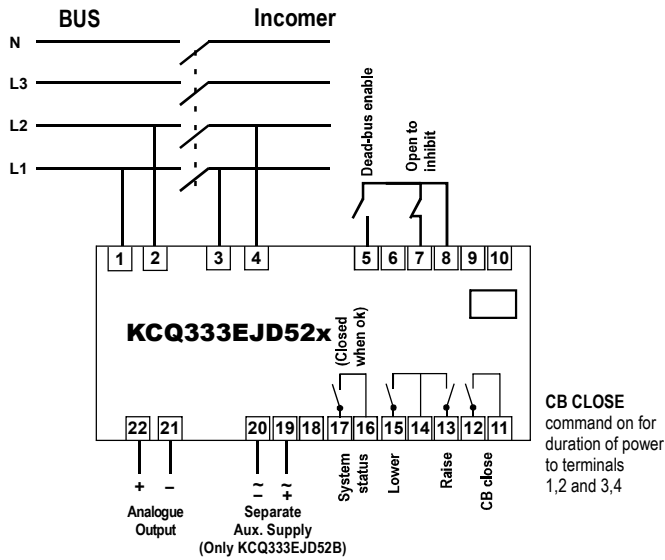 BUS
Incomer
N
L3
L2
L1
Dead-bus enable
Open to
inhibit
1 2 3 4 5 6 7 8 9 10
KCQ333EJD52x
(Closed
when ok)
22 21 20 19 18 17 16 15 14 13 12 11
+ − ~ ~
− +
Analogue
Output
Separate
Aux. Supply
(Only KCQ333EJD52B)
System
status
Lower
Raise
CB close
CB CLOSE
command on for
duration of power
to terminals
1,2 and 3,4